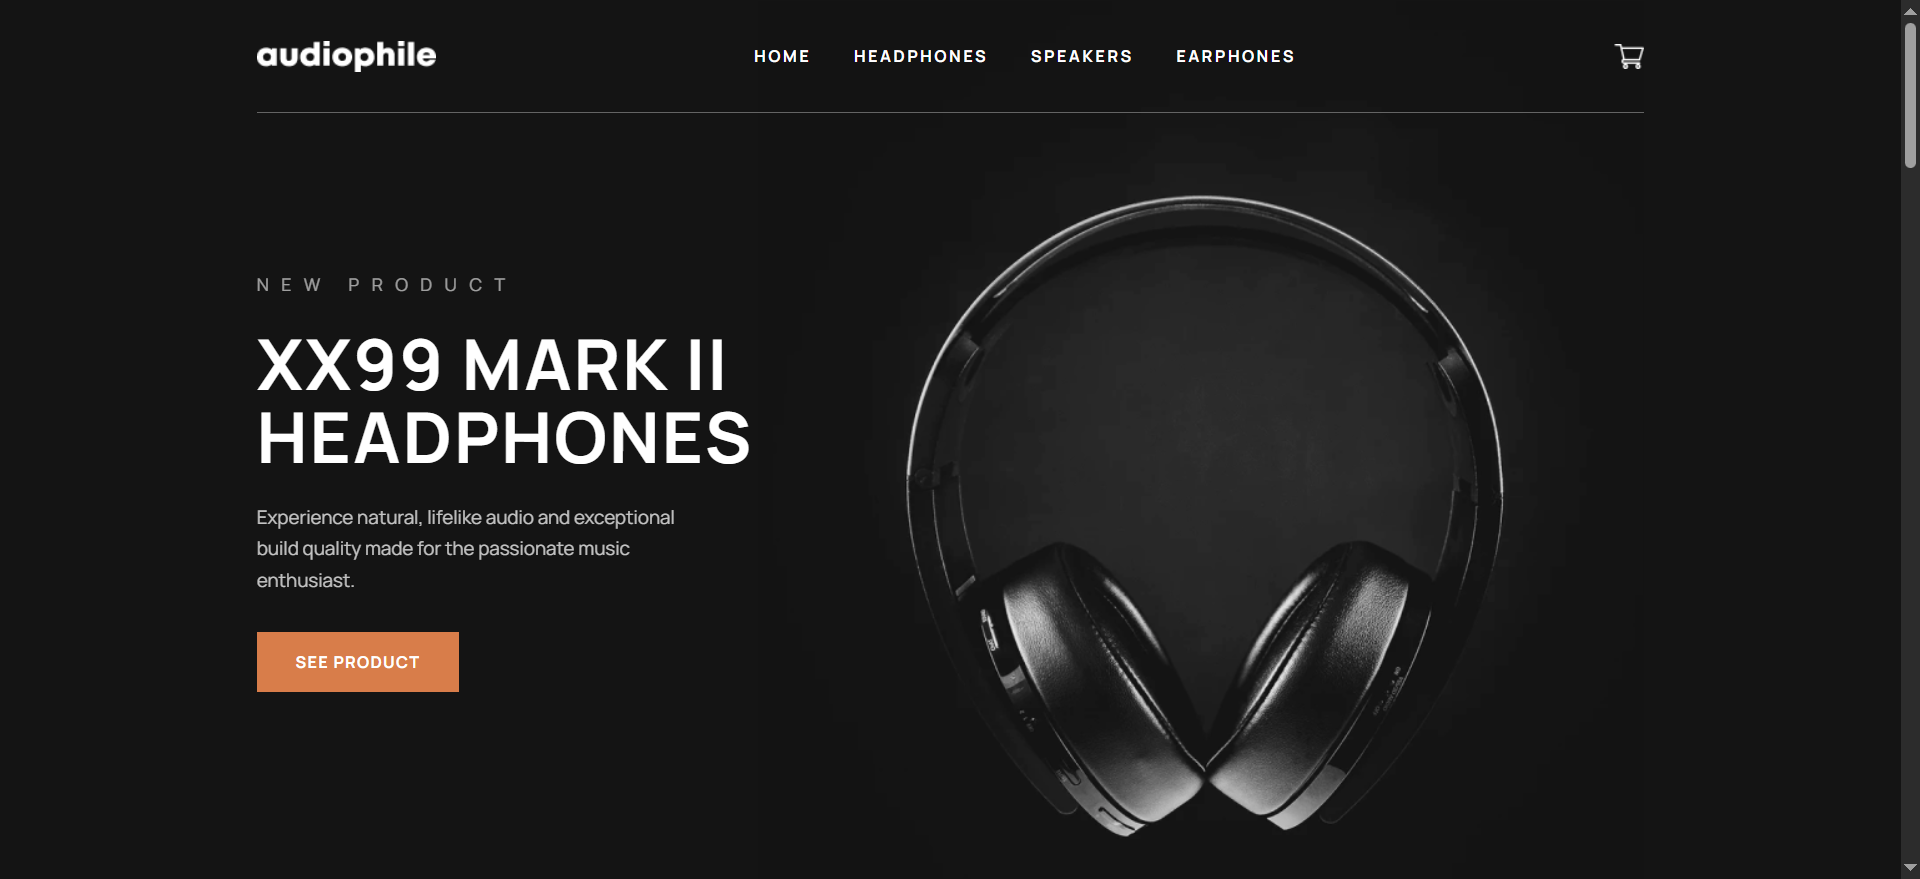 audiophile
HOME HEADPHONES SPEAKERS EARPHONES
NEW PRODUCT
XX99 MARK II
HEADPHONES
Experience natural, lifelike audio and exceptional
build quality made for the passionate music
enthusiast.
SEE PRODUCT